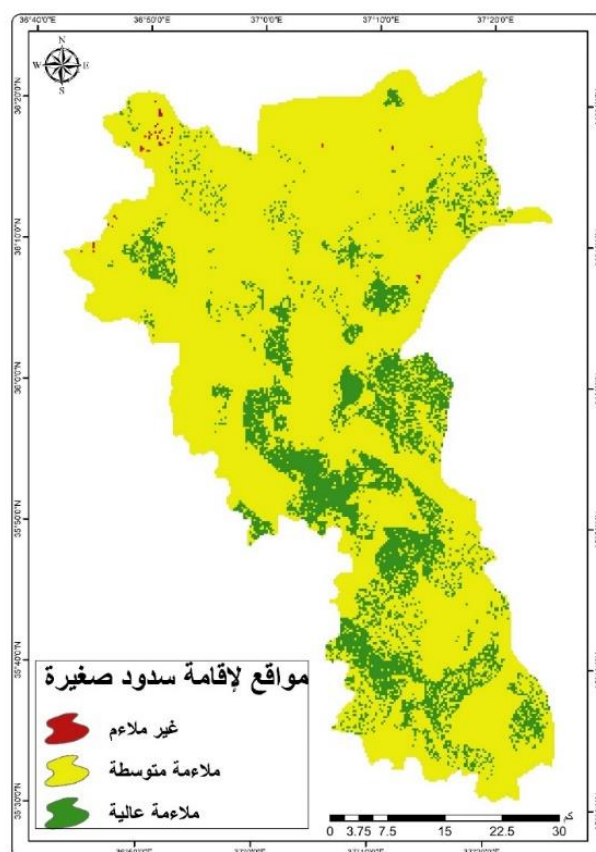 36°40'0"E 36°50'0"E 37°0'0"E 37°10'0"E 37°20'0"E
N
W E
S
36°20'0"N
36°10'0"N
36°0'0"N
35°50'0"N
35°40'0"N
35°30'0"N
مواقع لإقامة سدود صغيرة
غير ملاءم
ملاءمة متوسطة
ملاءمة عالية
كم
0 3.75 7.5 15 22.5 30